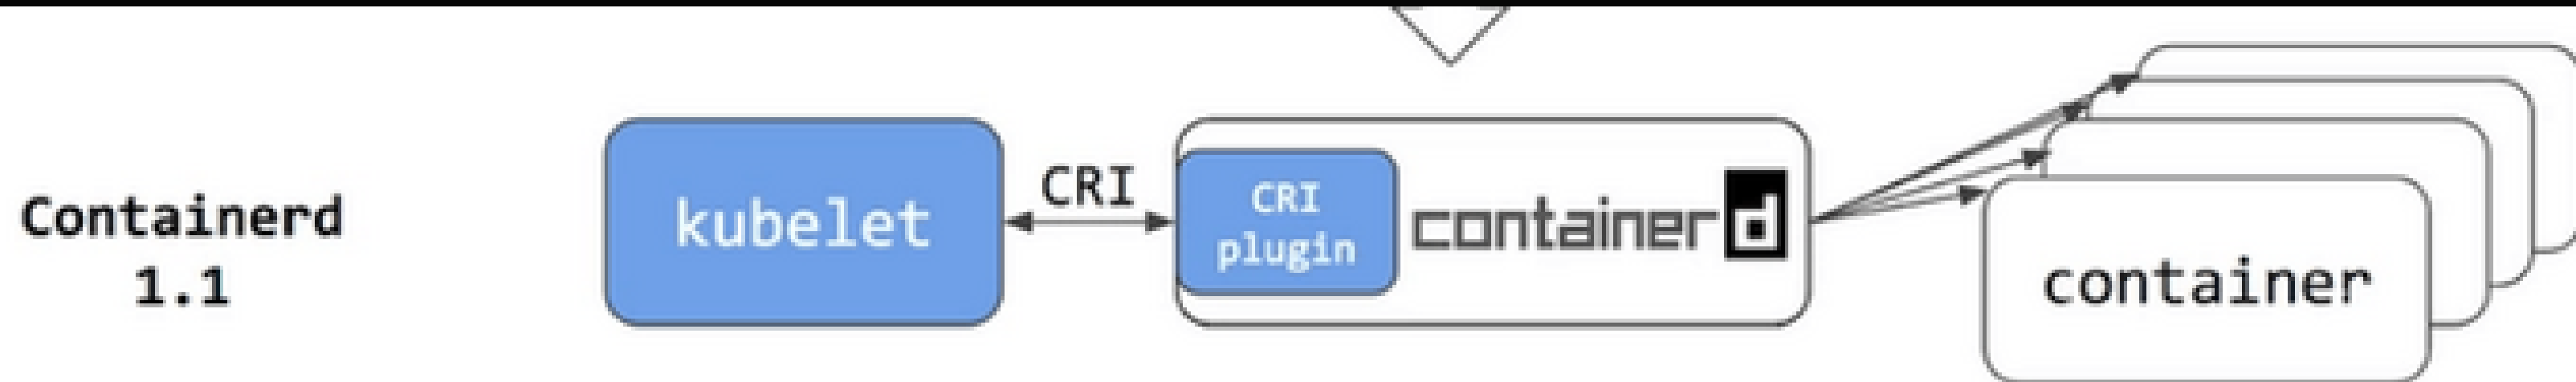 Containerd
1.1
kubelet
CRI
CRI
plugin
containerd
container